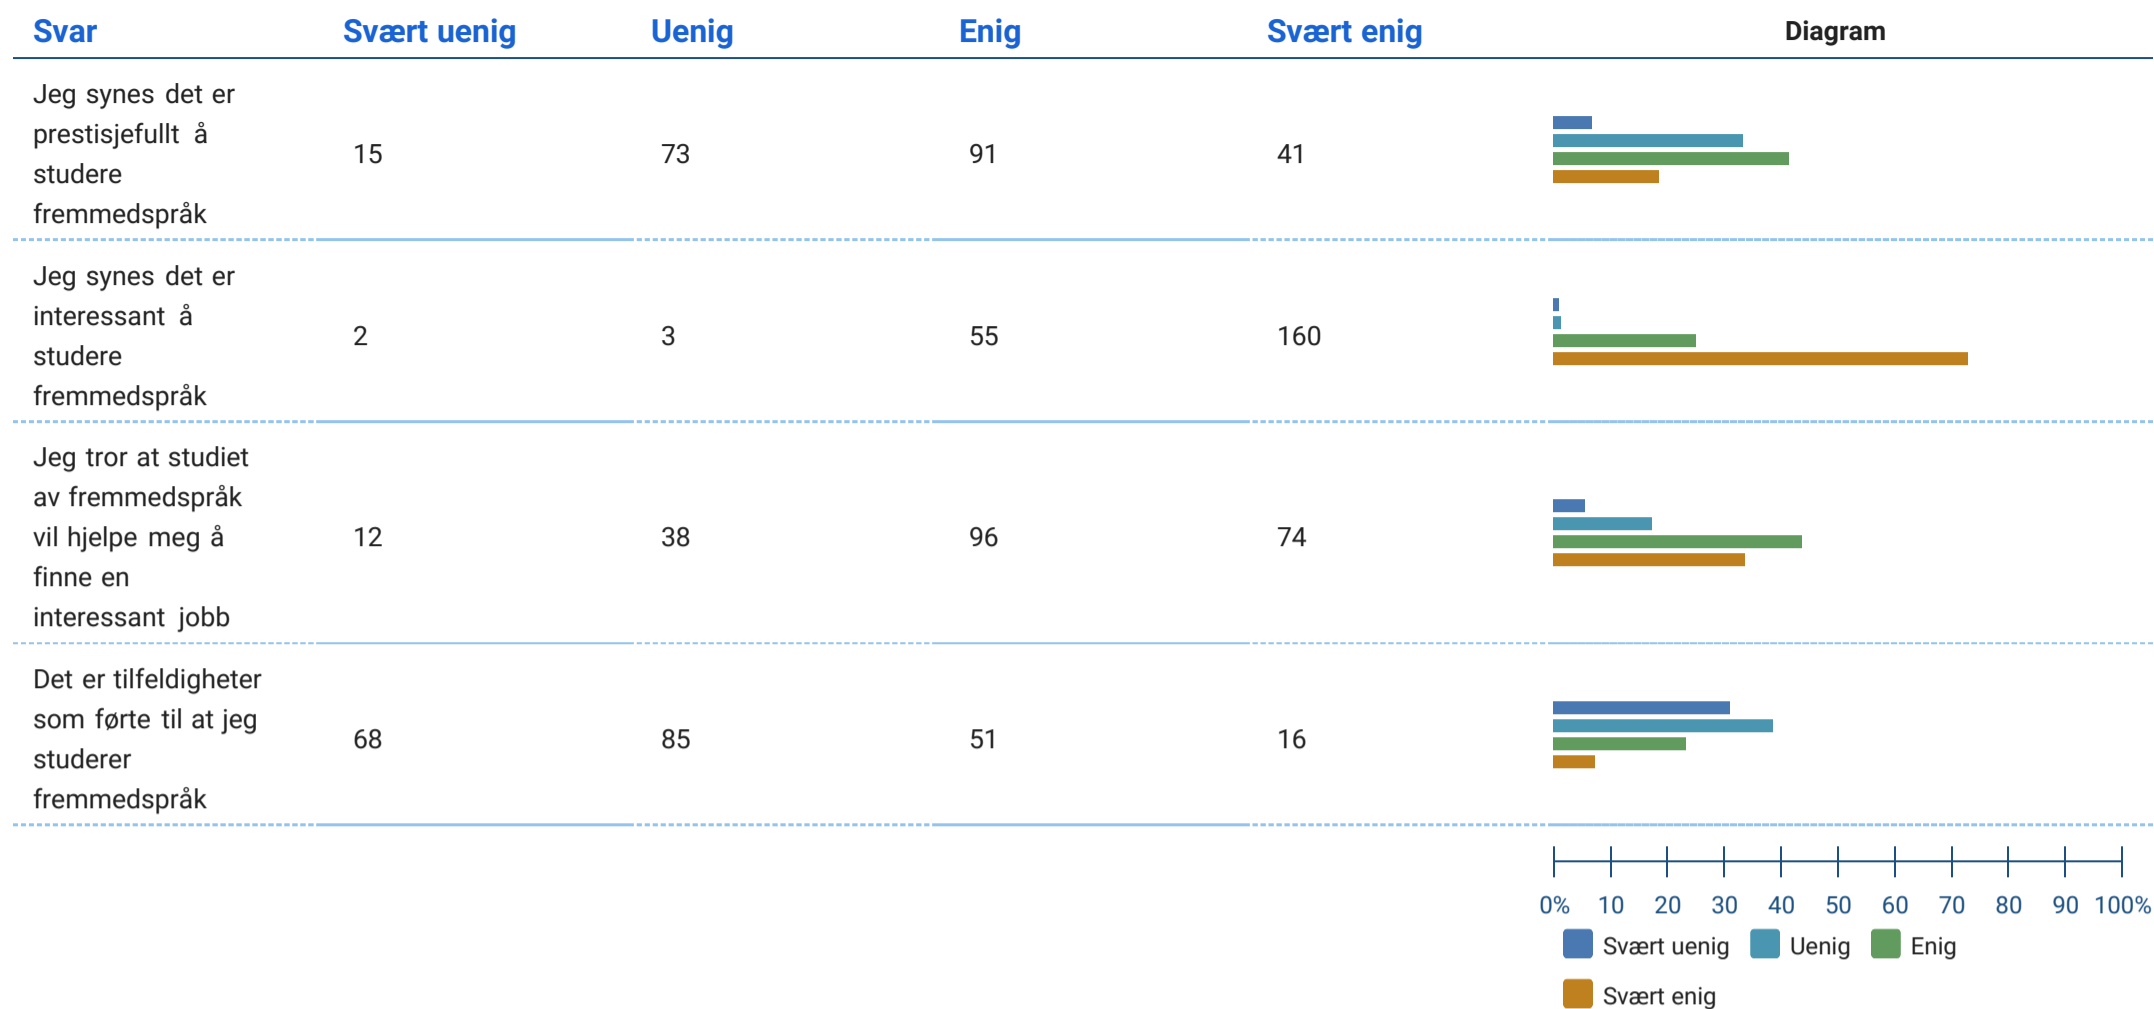 Svar Svært uenig Uenig Enig Svært enig Diagram
Jeg synes det er
prestisjefullt å
studere
fremmedspråk
15 73 91 41
Jeg synes det er
interessant å
studere
fremmedspråk
2 3 55 160
Jeg tror at studiet
av fremmedspråk
vil hjelpe meg å
finne en
interessant jobb
12 38 96 74
Det er tilfeldigheter
som førte til at jeg
studerer
fremmedspråk
68 85 51 16
0% 10 20 30 40 50 60 70 80 90 100%
Svært uenig Uenig Enig
Svært enig